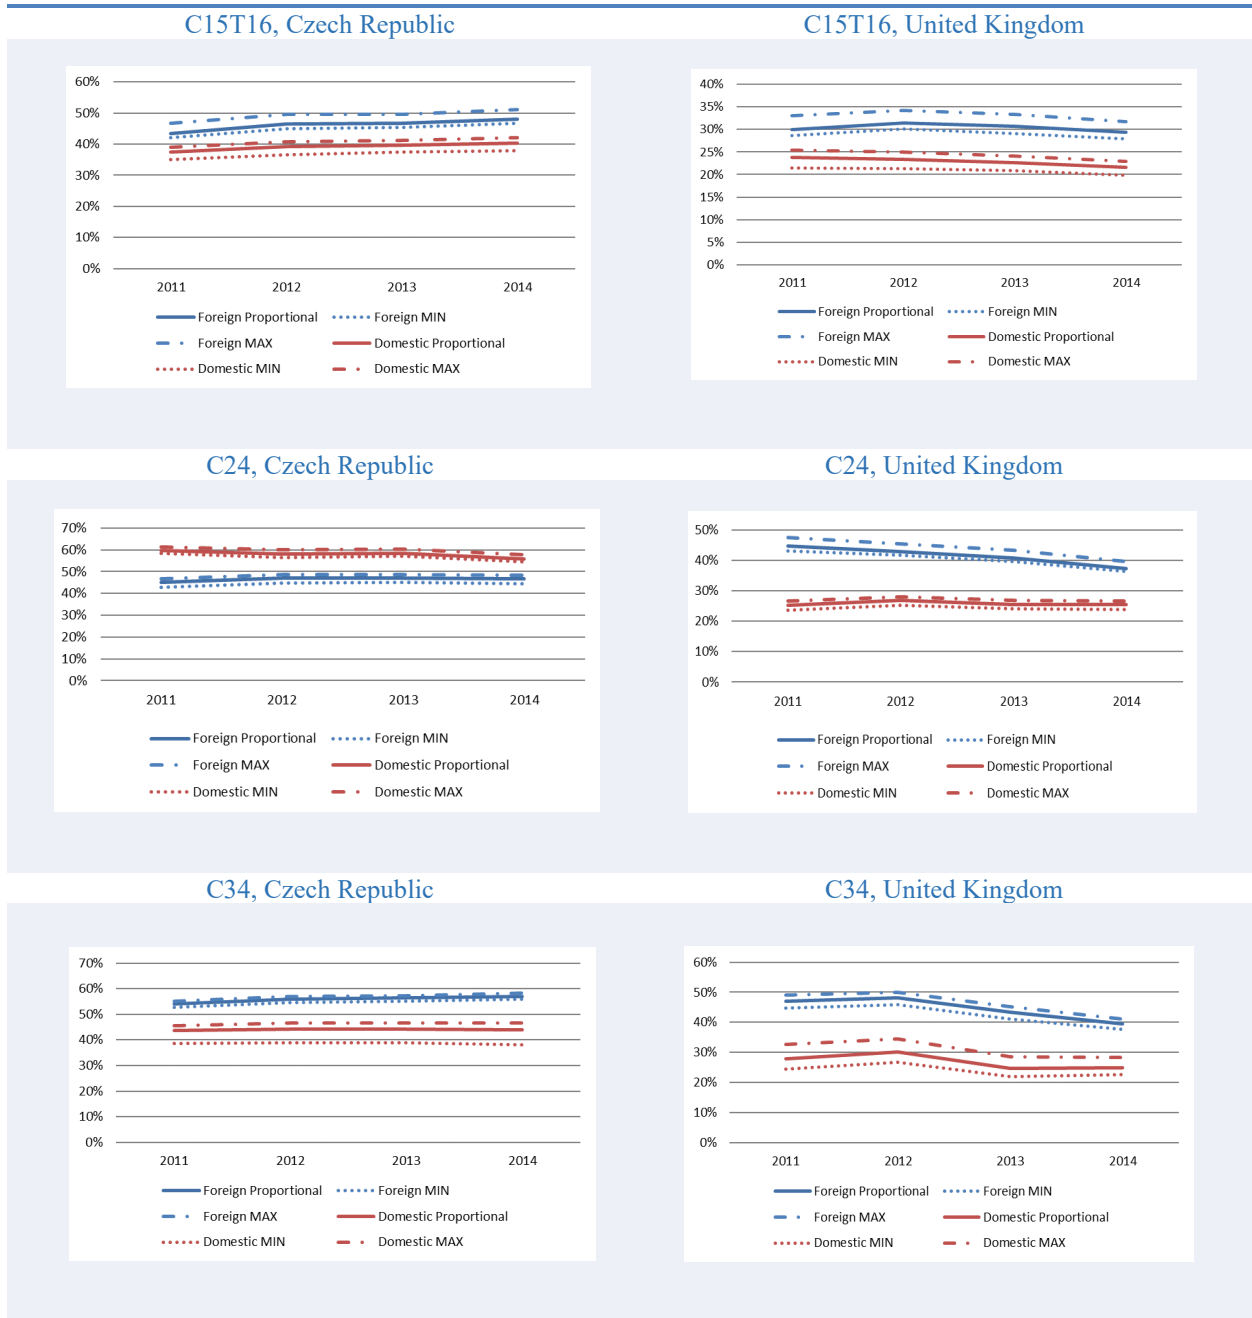 C15T16, Czech Republic
C15T16, United Kingdom
60%
50%
40%
30%
20%
10%
0%
2011 2012 2013 2014
Foreign Proportional Foreign MIN
Foreign MAX Domestic Proportional
Domestic MIN Domestic MAX
40%
35%
30%
25%
20%
15%
10%
5%
0%
2011 2012 2013 2014
Foreign Proportional Foreign MIN
Foreign MAX Domestic Proportional
Domestic MIN Domestic MAX
C24, Czech Republic
C24, United Kingdom
70%
60%
50%
40%
30%
20%
10%
0%
2011 2012 2013 2014
Foreign Proportional Foreign MIN
Foreign MAX Domestic Proportional
Domestic MIN Domestic MAX
50%
40%
30%
20%
10%
0%
2011 2012 2013 2014
Foreign Proportional Foreign MIN
Foreign MAX Domestic Proportional
Domestic MIN Domestic MAX
C34, Czech Republic
C34, United Kingdom
70%
60%
50%
40%
30%
20%
10%
0%
2011 2012 2013 2014
Foreign Proportional Foreign MIN
Foreign MAX Domestic Proportional
Domestic MIN Domestic MAX
60%
50%
40%
30%
20%
10%
0%
2011 2012 2013 2014
Foreign Proportional Foreign MIN
Foreign MAX Domestic Proportional
Domestic MIN Domestic MAX